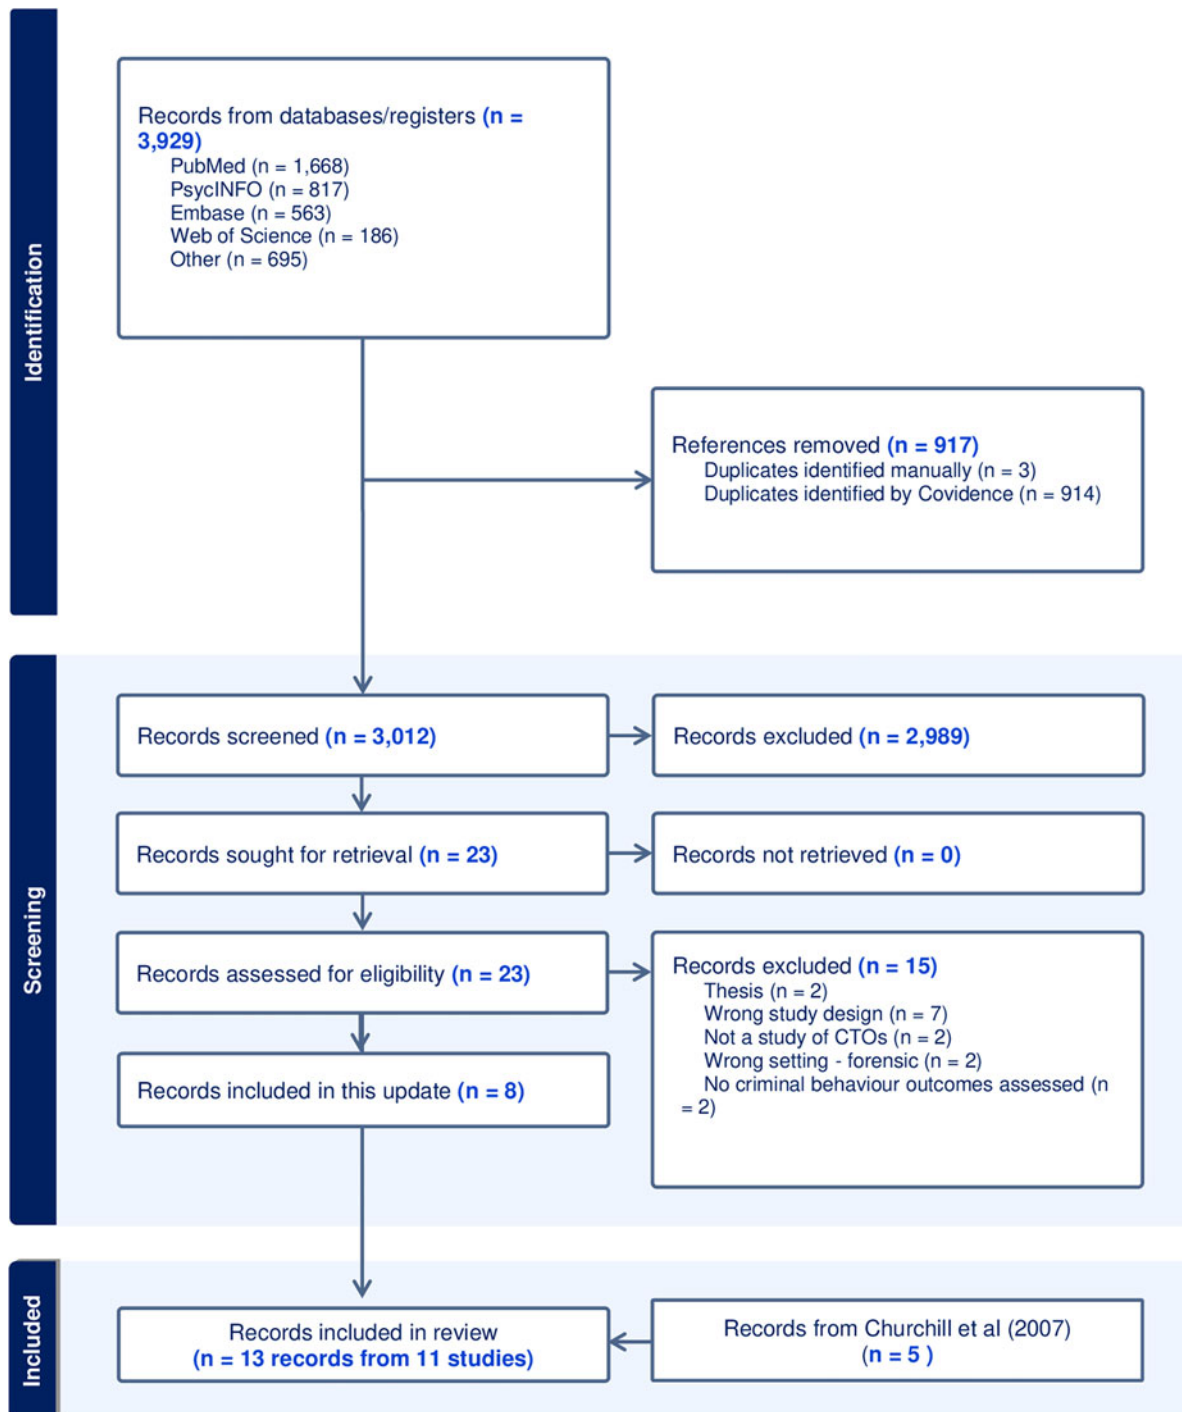 Identification
Records from databases/registers (n =
3,929)
PubMed (n = 1,668)
PsycINFO (n = 817)
Embase (n = 563)
Web of Science (n = 186)
Other (n = 695)
References removed (n = 917)
Duplicates identified manually (n = 3)
Duplicates identified by Covidence (n = 914)
Screening
Records screened (n = 3,012)
Records excluded (n = 2,989)
Records sought for retrieval (n = 23)
Records not retrieved (n = 0)
Records assessed for eligibility (n = 23)
Records excluded (n = 15)
Thesis (n = 2)
Wrong study design (n = 7)
Not a study of CTOs (n = 2)
Wrong setting - forensic (n = 2)
No criminal behaviour outcomes assessed (n
= 2)
Records included in this update (n = 8)
Included
Records included in review
(n = 13 records from 11 studies)
Records from Churchill et al (2007)
(n = 5 )